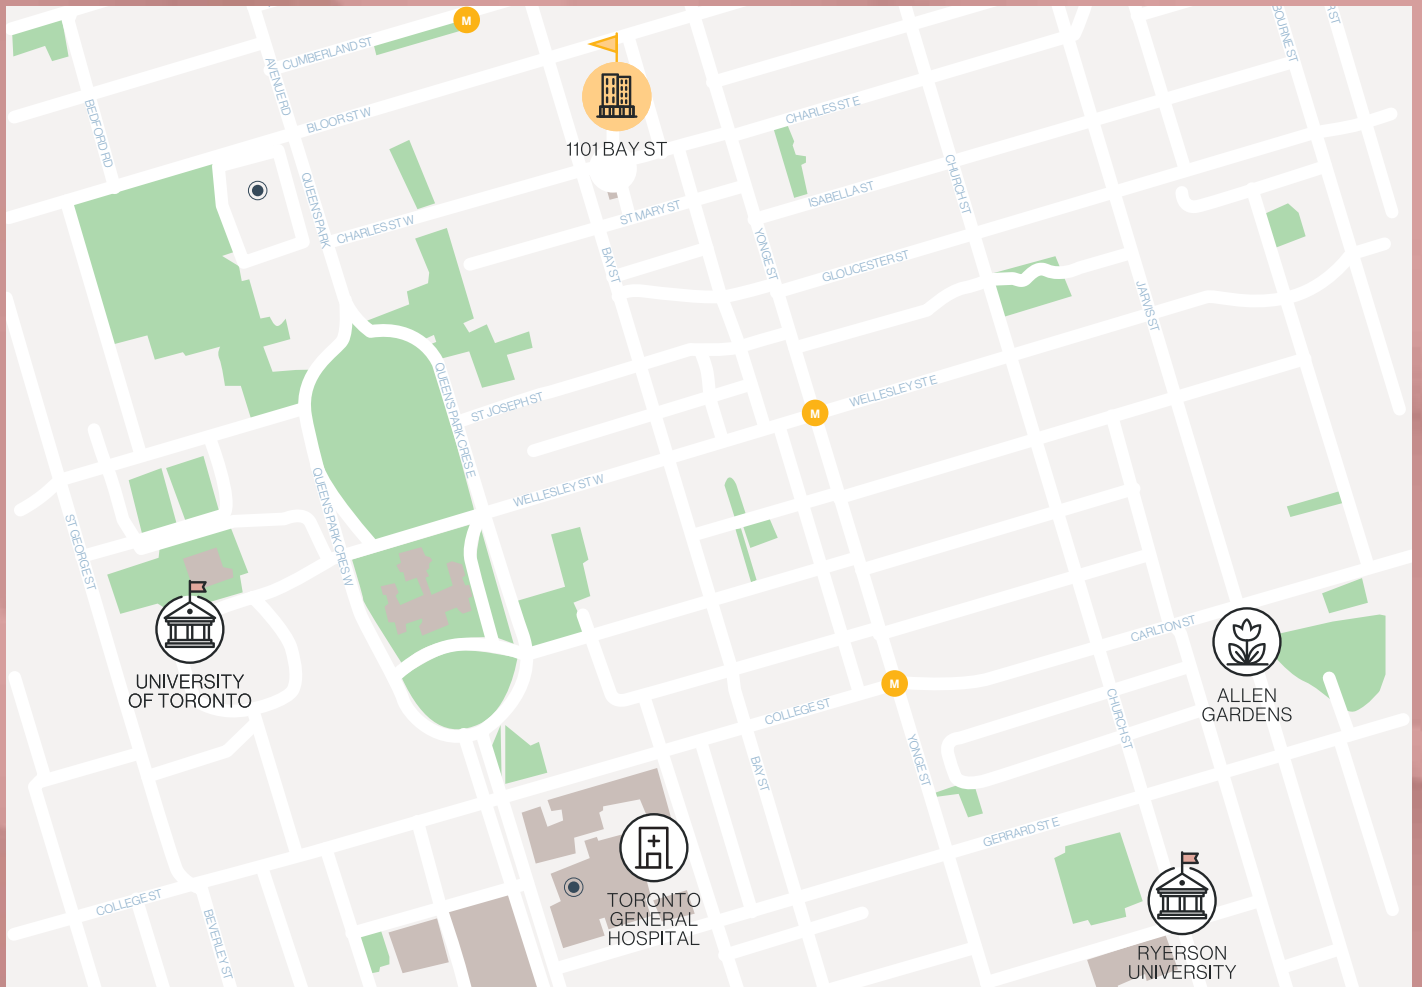 M
CUMBERLAND ST
AVENUE RD
BLOOR ST W
BEDFORD RD
1101 BAY ST
CHARLES ST E
CHURCH ST
ISABELLA ST
QUEEN'S PARK
CHARLES ST W
ST MARY ST
BAY ST
YONGE ST
GLOUCESTER ST
JARVIS ST
QUEEN'S PARK CRES E
ST JOSEPH ST
WELLESLEY ST E
M
QUEEN'S PARK CRES W
WELLESLEY ST W
ST GEORGE ST
UNIVERSITY
OF TORONTO
CARLTON ST
ALLEN
GARDENS
M
COLLEGE ST
CHURCH ST
YONGE ST
BAY ST
GERRARD ST E
TORONTO
GENERAL
HOSPITAL
COLLEGE ST
BEVERLEY ST
RYERSON
UNIVERSITY